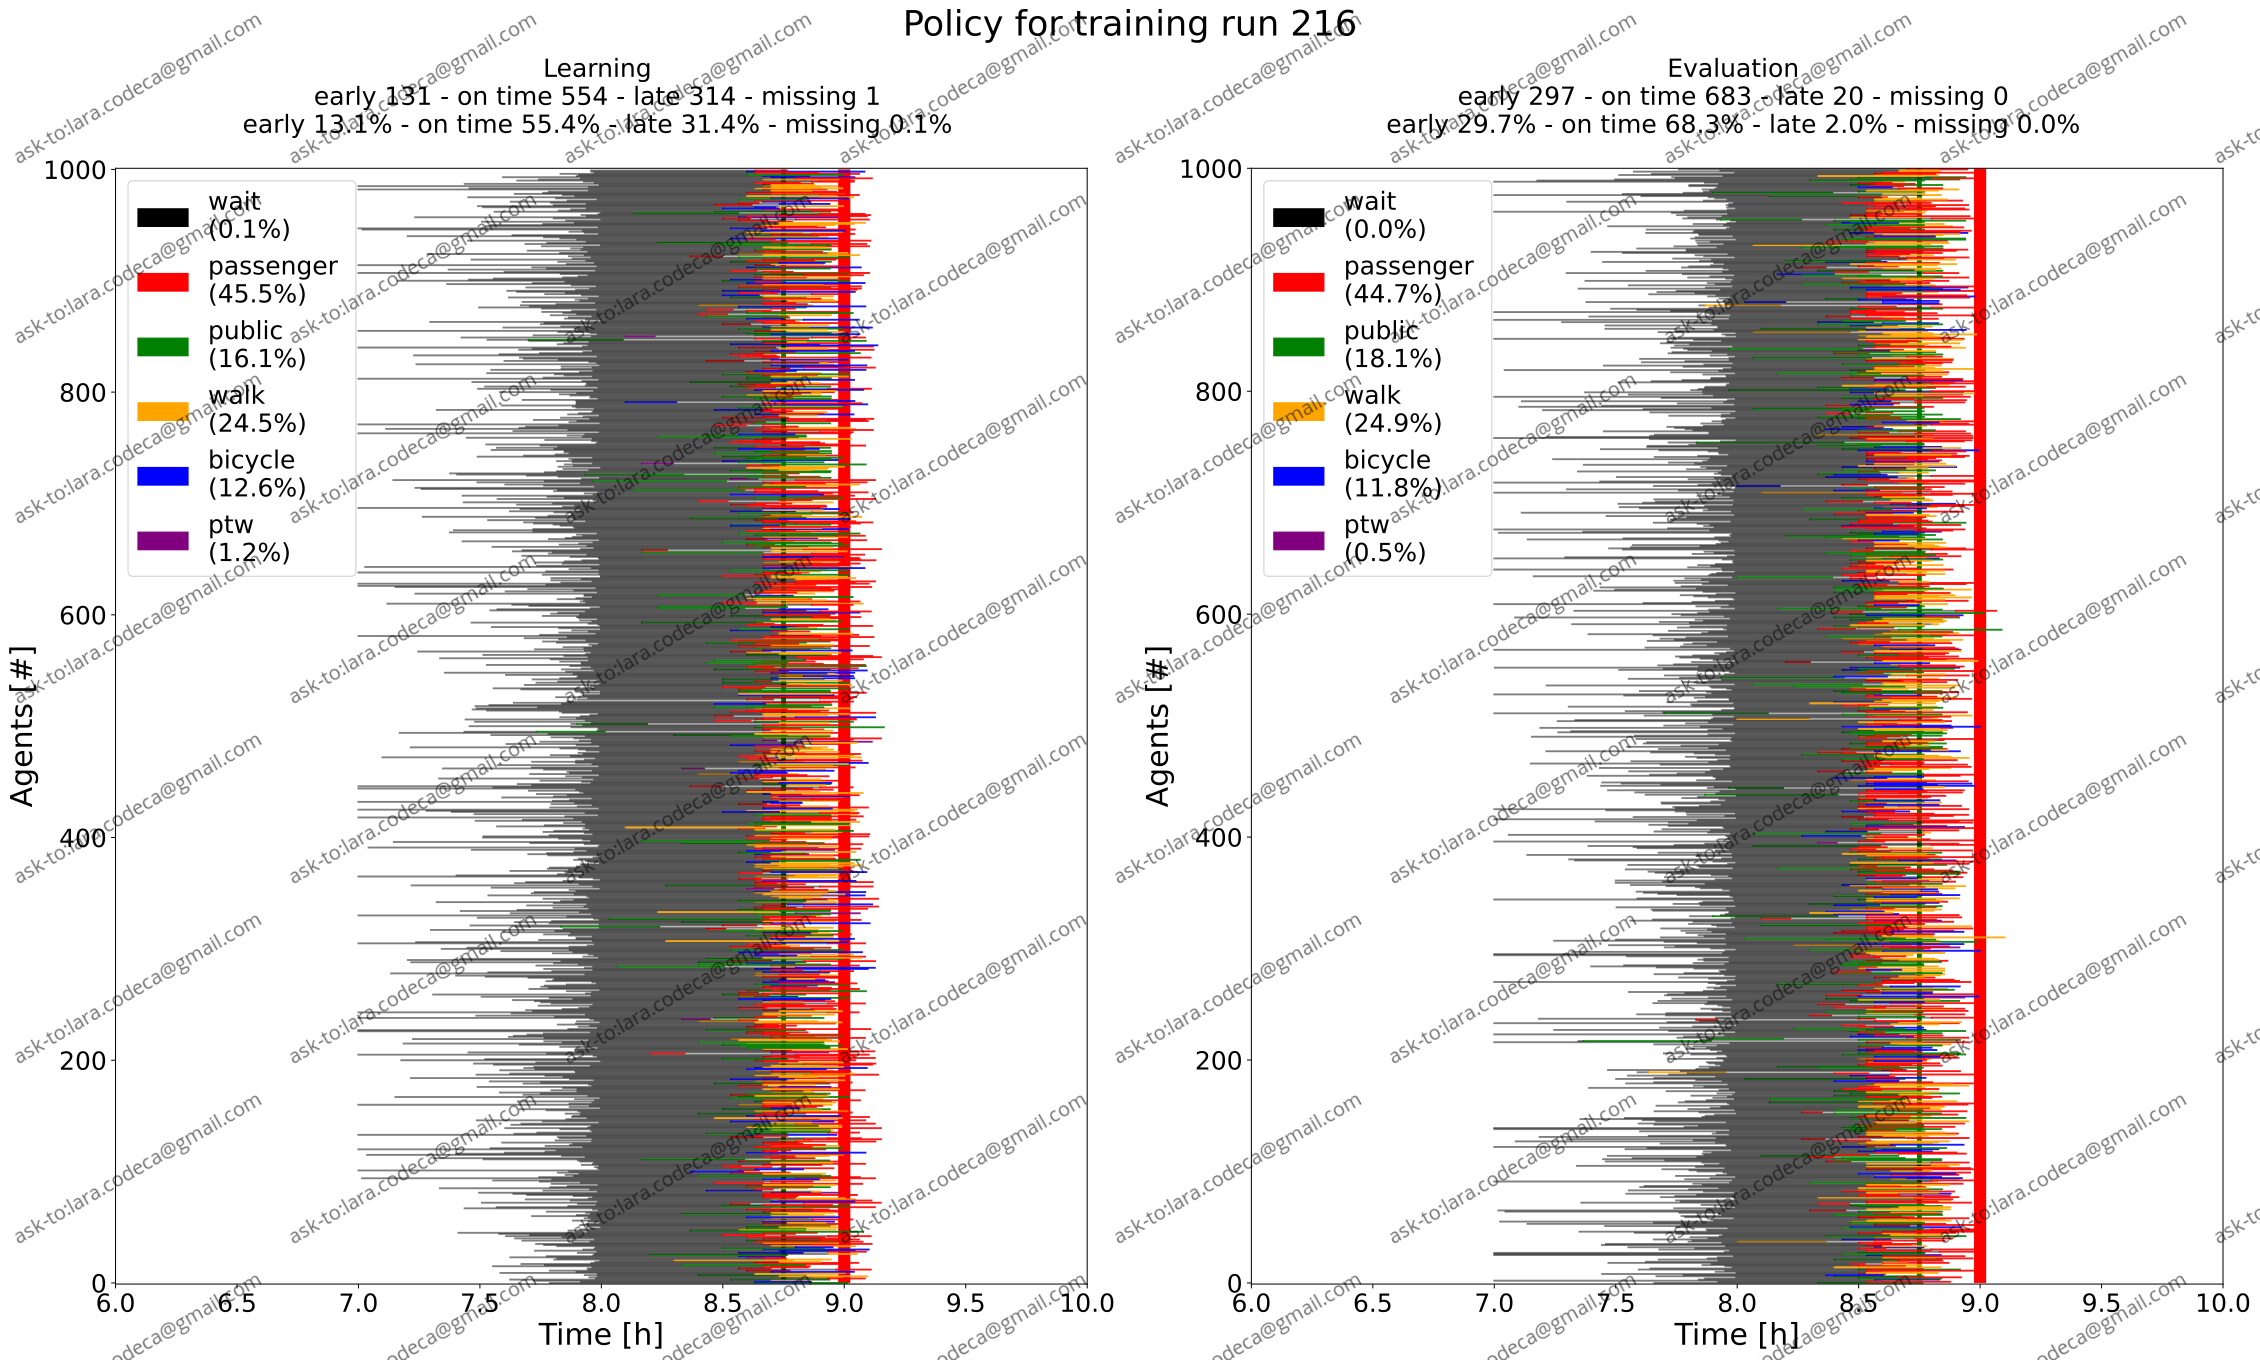 Policy for training run 216
Learning
early 131 - on time 554 - late 314 - missing 1
early 13.1% - on time 55.4% - late 31.4% - missing 0.1%
1000
800
600
400
200
0
Agents [#]
wait
(0.1%)
passenger
(45.5%)
public
(16.1%)
walk
(24.5%)
bicycle
(12.6%)
ptw
(1.2%)
6.0 6.5 7.0 7.5 8.0 8.5 9.0 9.5 10.0
Time [h]
Evaluation
early 297 - on time 683 - late 20 - missing 0
early 29.7% - on time 68.3% - late 2.0% - missing 0.0%
1000
800
600
400
200
0
Agents [#]
wait
(0.0%)
passenger
(44.7%)
public
(18.1%)
walk
(24.9%)
bicycle
(11.8%)
ptw
(0.5%)
6.0 6.5 7.0 7.5 8.0 8.5 9.0 9.5 10.0
Time [h]
ask-to:lara.codeca@gmail.com